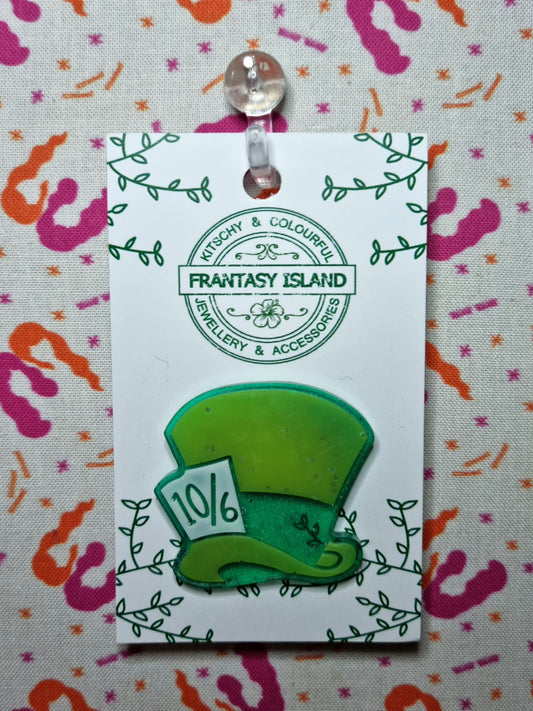 KITSCHY & COLOURFUL
FRANTASY ISLAND
JEWELLERY & ACCESSORIES
10/6